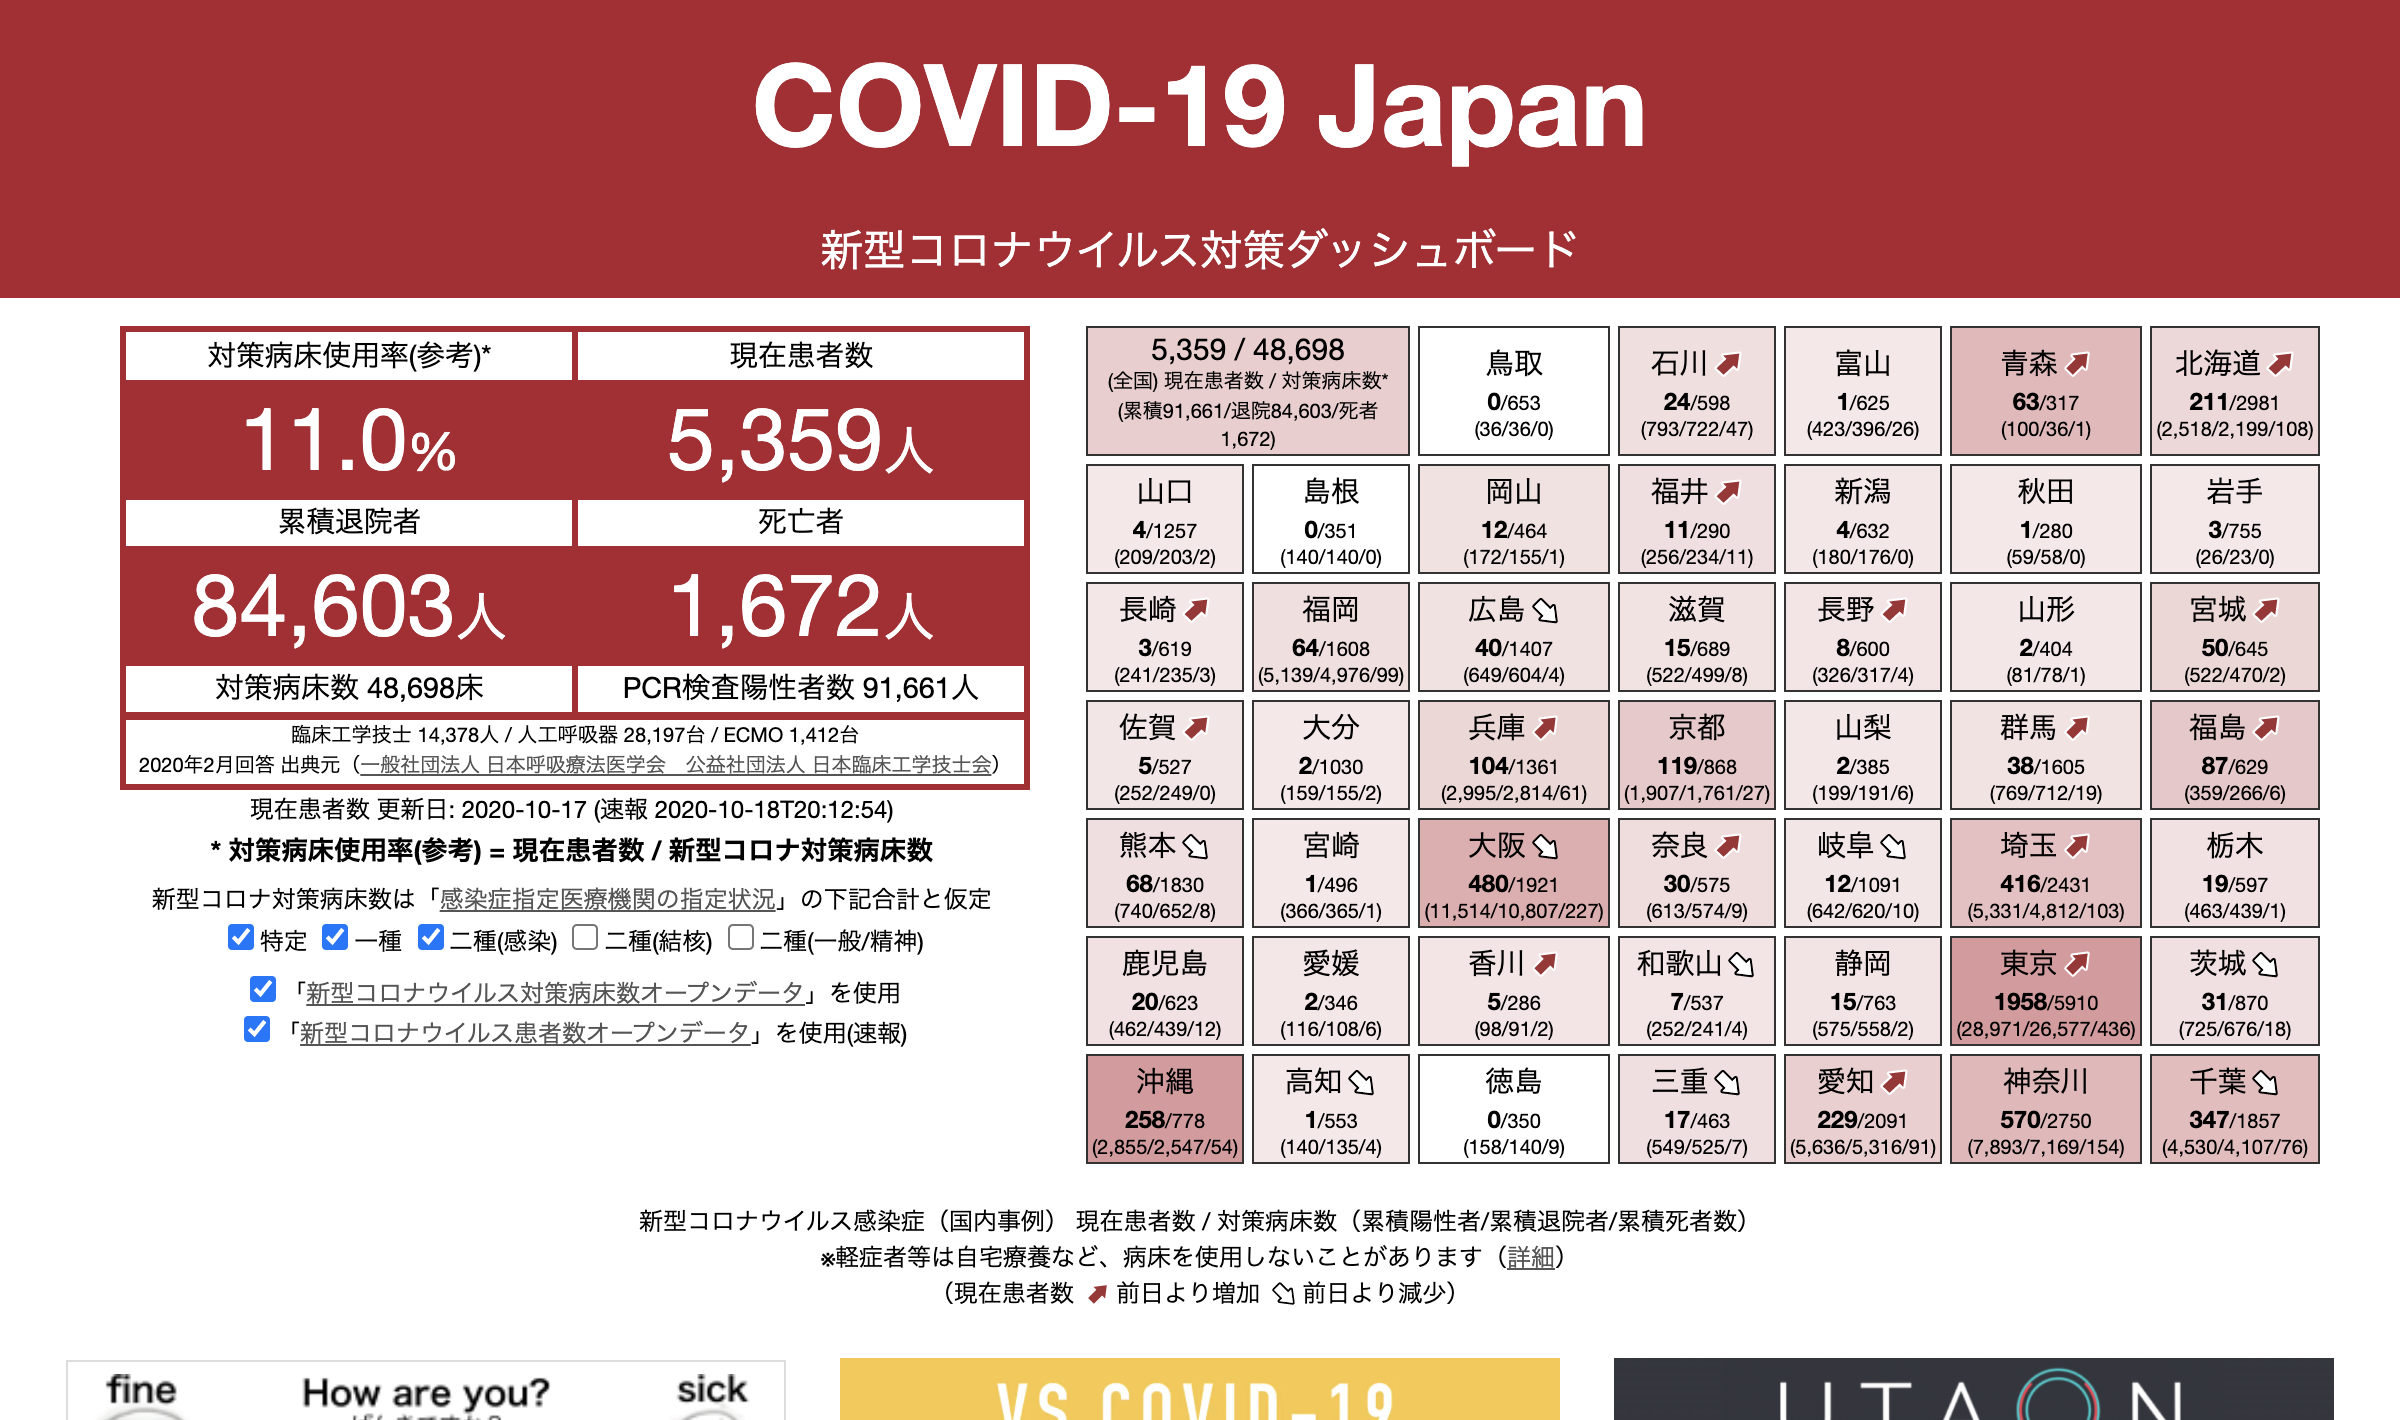 COVID-19 Japan
新型コロナウイルス対策ダッシュボード
対策病床使用率(参考)*
現在患者数
11.0%
5,359人
累積退院者
死亡者
84,603人
1,672人
対策病床数 48,698床
PCR検査陽性者数 91,661人
臨床工学技士 14,378人 / 人工呼吸器 28,197台 / ECMO 1,412台
2020年2月回答 出典元（一般社団法人 日本呼吸療法医学会　公益社団法人 日本臨床工学技士会）
現在患者数 更新日: 2020-10-17 (速報 2020-10-18T20:12:54)
* 対策病床使用率(参考) = 現在患者数 / 新型コロナ対策病床数
新型コロナ対策病床数は「感染症指定医療機関の指定状況」の下記合計と仮定
特定 一種 二種(感染) 二種(結核) 二種(一般/精神)
「新型コロナウイルス対策病床数オープンデータ」を使用
「新型コロナウイルス患者数オープンデータ」を使用(速報)
5,359 / 48,698
(全国) 現在患者数 / 対策病床数*
(累積91,661/退院84,603/死者
1,672)
鳥取
0/653
(36/36/0)
石川
24/598
(793/722/47)
富山
1/625
(423/396/26)
青森
63/317
(100/36/1)
北海道
211/2981
(2,518/2,199/108)
山口
4/1257
(209/203/2)
島根
0/351
(140/140/0)
岡山
12/464
(172/155/1)
福井
11/290
(256/234/11)
新潟
4/632
(180/176/0)
秋田
1/280
(59/58/0)
岩手
3/755
(26/23/0)
長崎
3/619
(241/235/3)
福岡
64/1608
(5,139/4,976/99)
広島
40/1407
(649/604/4)
滋賀
15/689
(522/499/8)
長野
8/600
(326/317/4)
山形
2/404
(81/78/1)
宮城
50/645
(522/470/2)
佐賀
5/527
(252/249/0)
大分
2/1030
(159/155/2)
兵庫
104/1361
(2,995/2,814/61)
京都
119/868
(1,907/1,761/27)
山梨
2/385
(199/191/6)
群馬
38/1605
(769/712/19)
福島
87/629
(359/266/6)
熊本
68/1830
(740/652/8)
宮崎
1/496
(366/365/1)
大阪
480/1921
(11,514/10,807/227)
奈良
30/575
(613/574/9)
岐阜
12/1091
(642/620/10)
埼玉
416/2431
(5,331/4,812/103)
栃木
19/597
(463/439/1)
鹿児島
20/623
(462/439/12)
愛媛
2/346
(116/108/6)
香川
5/286
(98/91/2)
和歌山
7/537
(252/241/4)
静岡
15/763
(575/558/2)
東京
1958/5910
(28,971/26,577/436)
茨城
31/870
(725/676/18)
沖縄
258/778
(2,855/2,547/54)
高知
1/553
(140/135/4)
徳島
0/350
(158/140/9)
三重
17/463
(549/525/7)
愛知
229/2091
(5,636/5,316/91)
神奈川
570/2750
(7,893/7,169/154)
千葉
347/1857
(4,530/4,107/76)
新型コロナウイルス感染症（国内事例） 現在患者数 / 対策病床数（累積陽性者/累積退院者/累積死者数）
※軽症者等は自宅療養など、病床を使用しないことがあります（詳細）
（現在患者数 前日より増加 前日より減少）
fine
How are you?
sick
VS COVID-19
UTAON